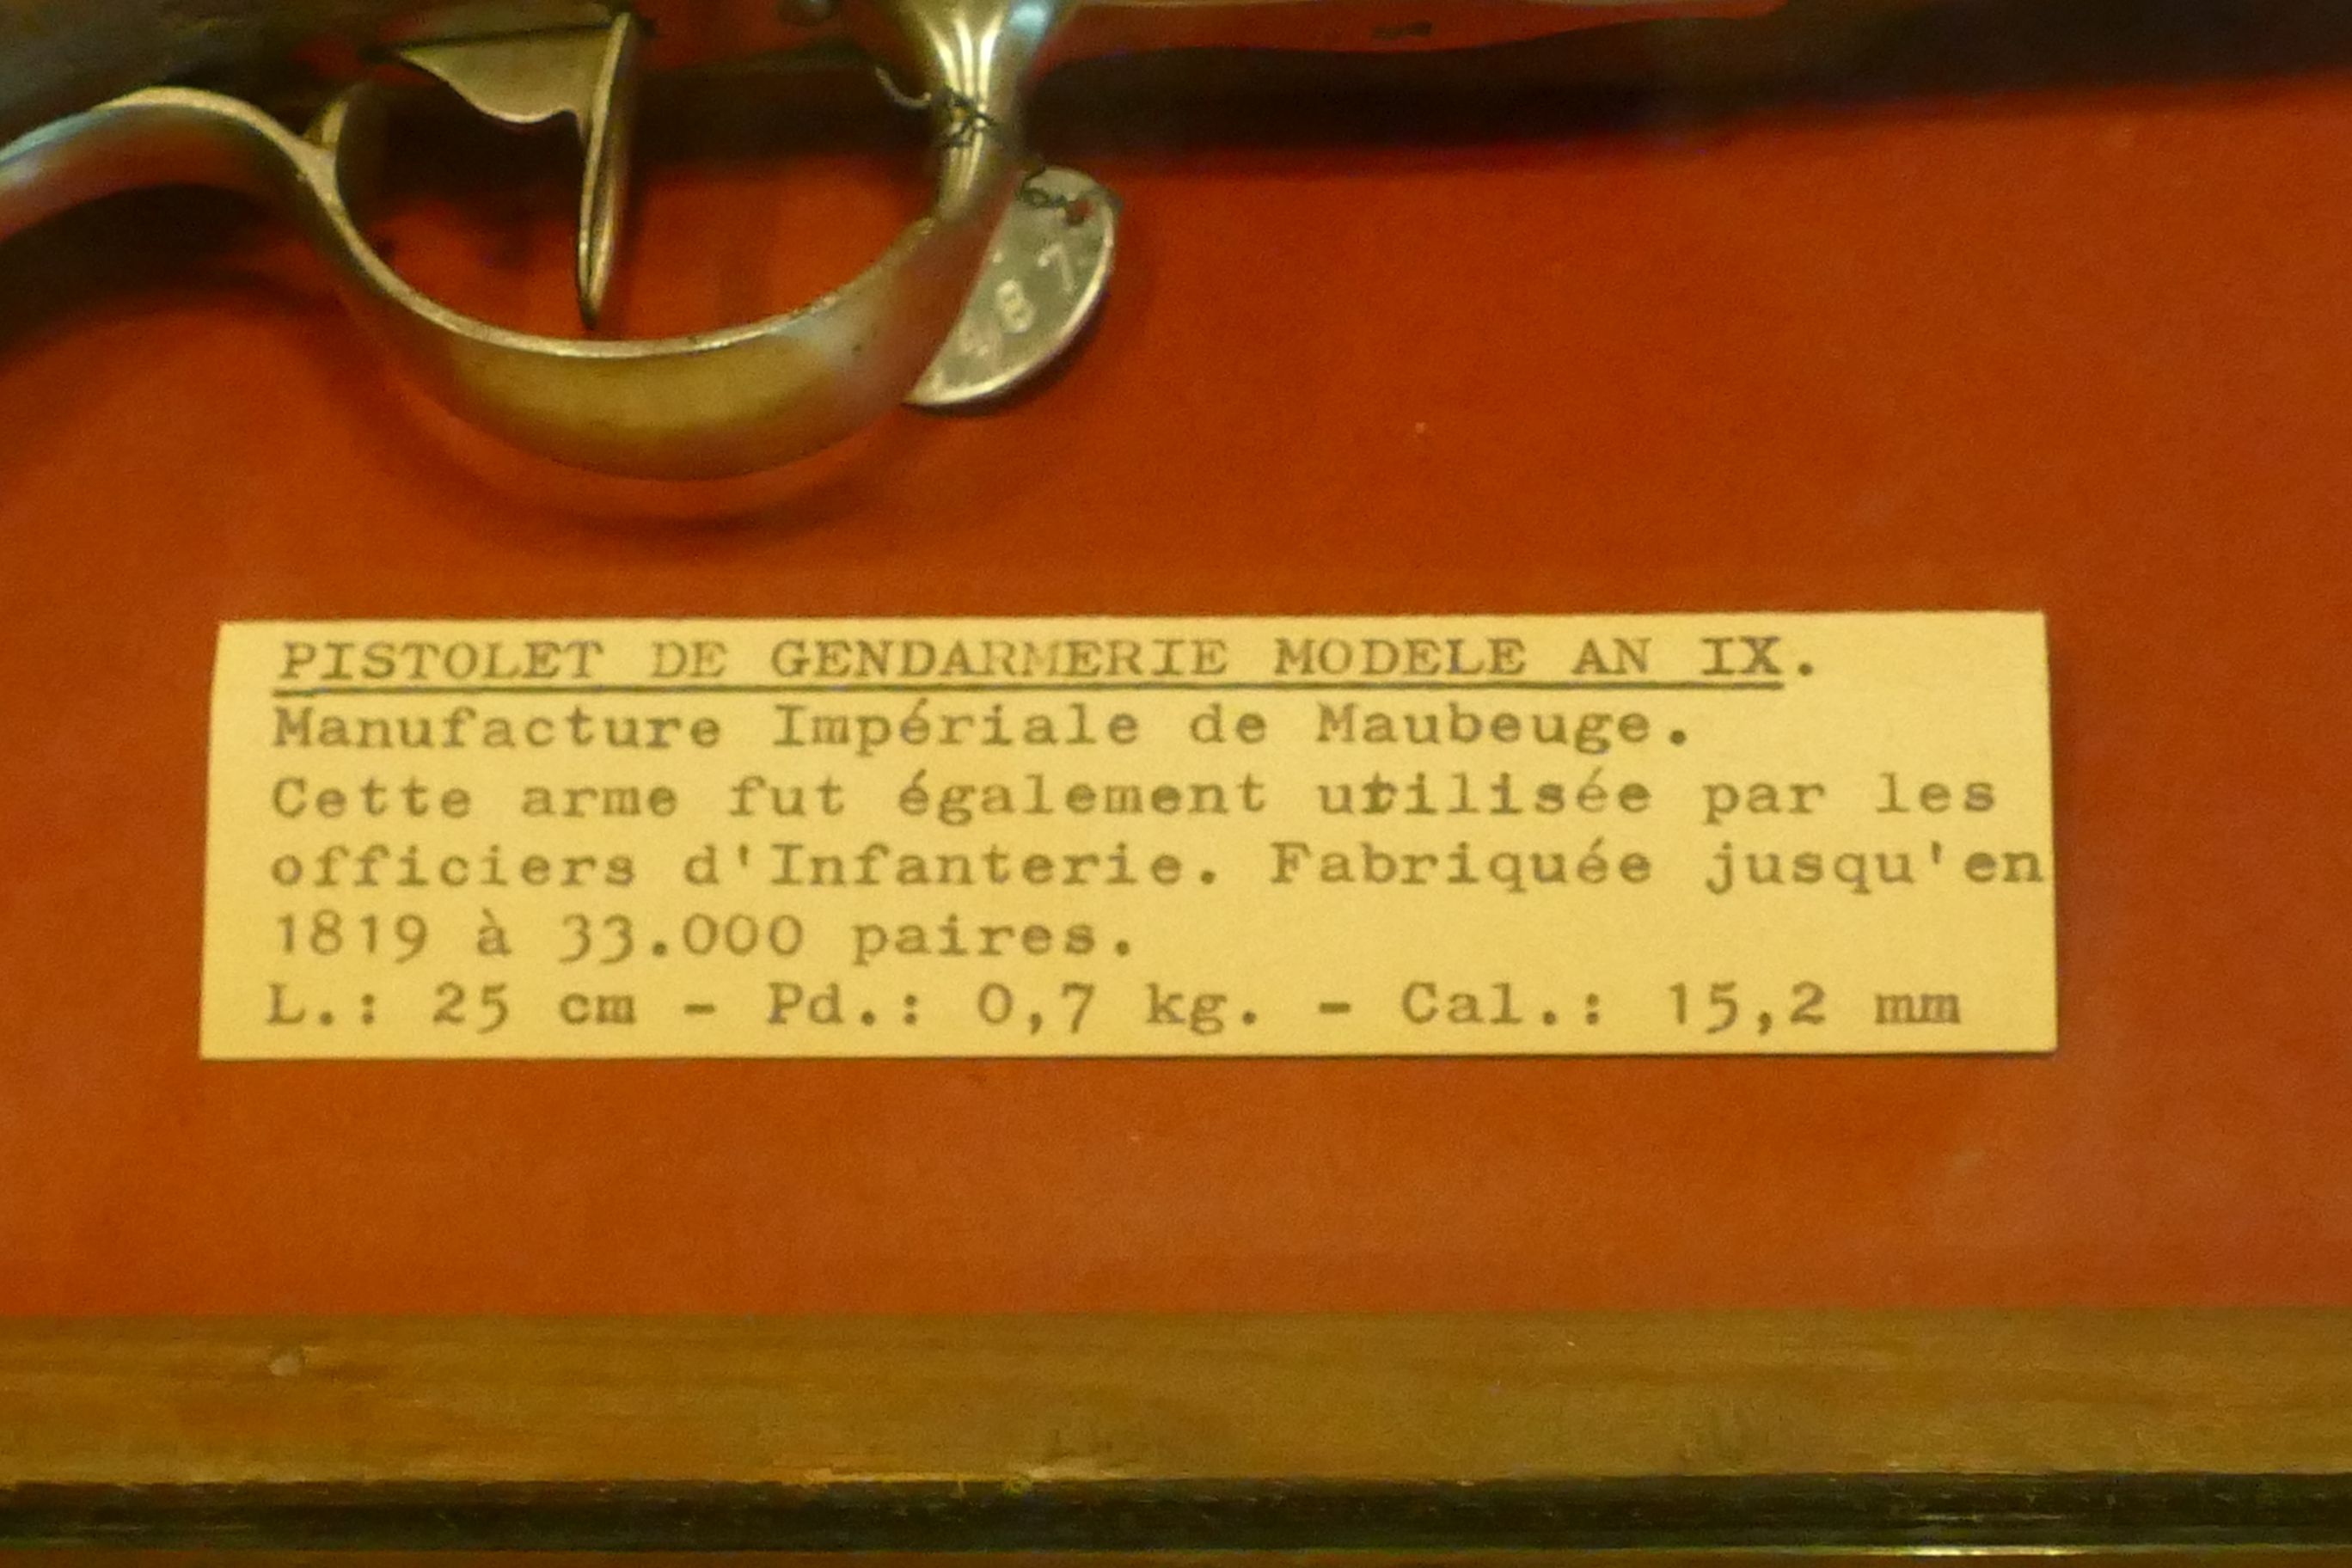 987
PISTOLET DE GENDARMERIE MODELE AN IX.
Manufacture Impériale de Maubeuge.
Cette arme fut également utilisée par les
officiers d'Infanterie. Fabriquée jusqu'en
1819 à 33.000 paires.
L.: 25 cm - Pd.: 0,7 kg. - Cal.: 15,2 mm